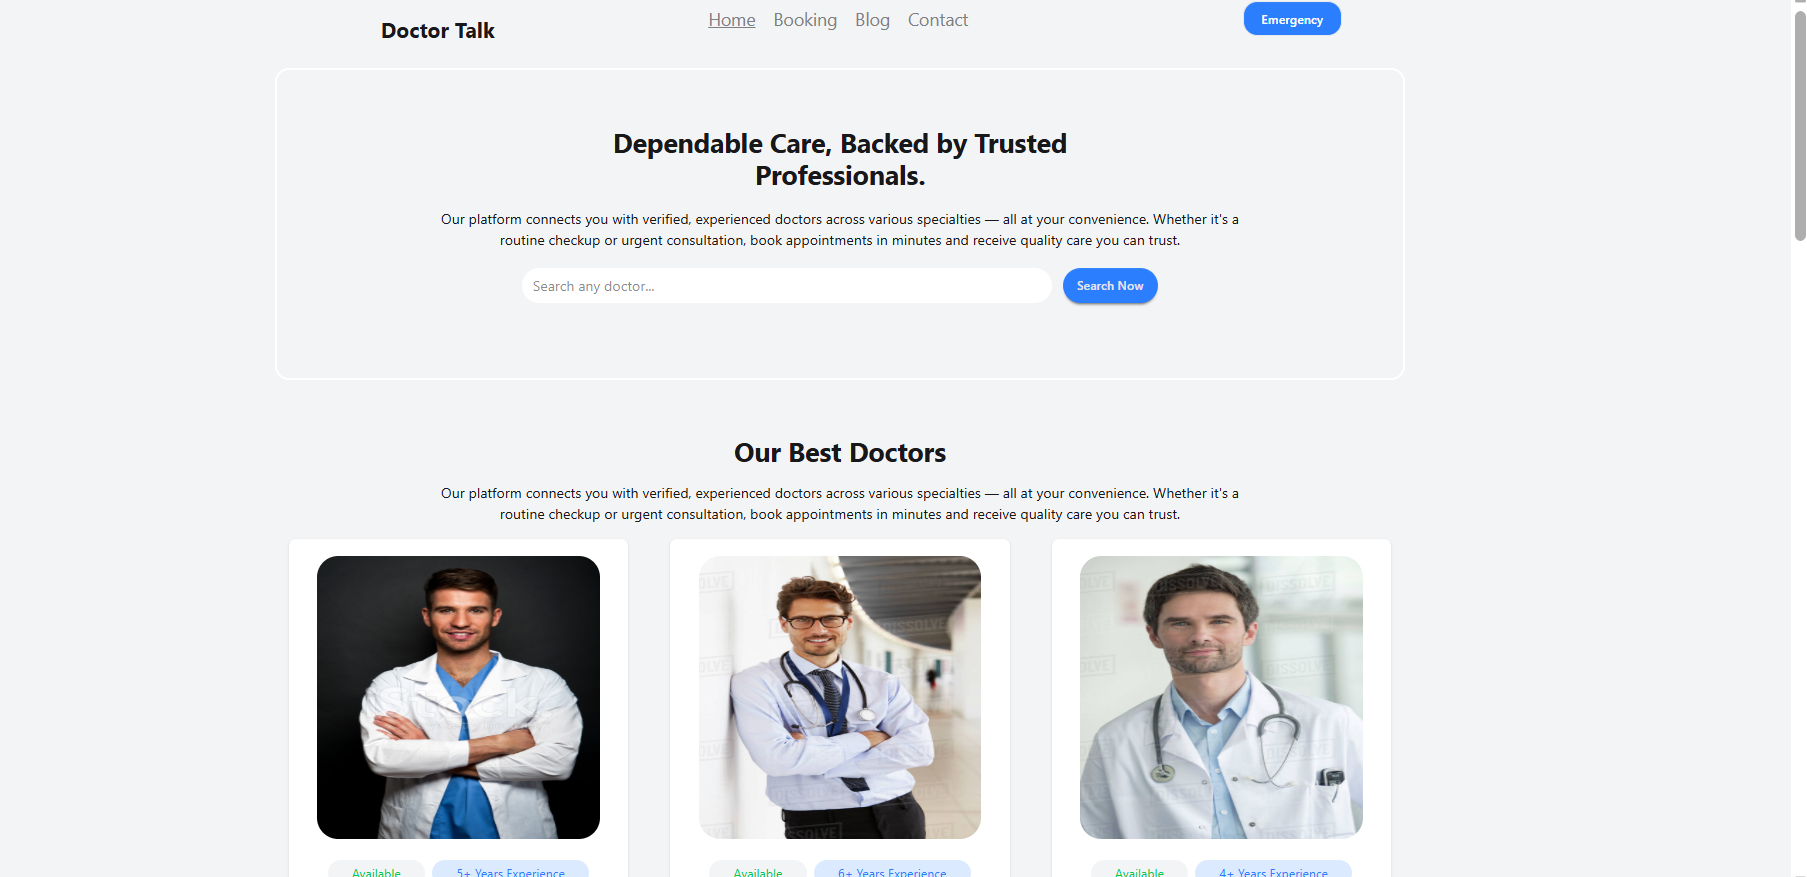 Doctor Talk
Home Booking Blog Contact
Emergency
Dependable Care, Backed by Trusted
Professionals.
Our platform connects you with verified, experienced doctors across various specialties — all at your convenience. Whether it's a
routine checkup or urgent consultation, book appointments in minutes and receive quality care you can trust.
Search any doctor...
Search Now
Our Best Doctors
Our platform connects you with verified, experienced doctors across various specialties — all at your convenience. Whether it's a
routine checkup or urgent consultation, book appointments in minutes and receive quality care you can trust.
iStock
DISSOLVE
DISSOLVE
Available 5+ Years Experience
Available 6+ Years Experience
Available 4+ Years Experience